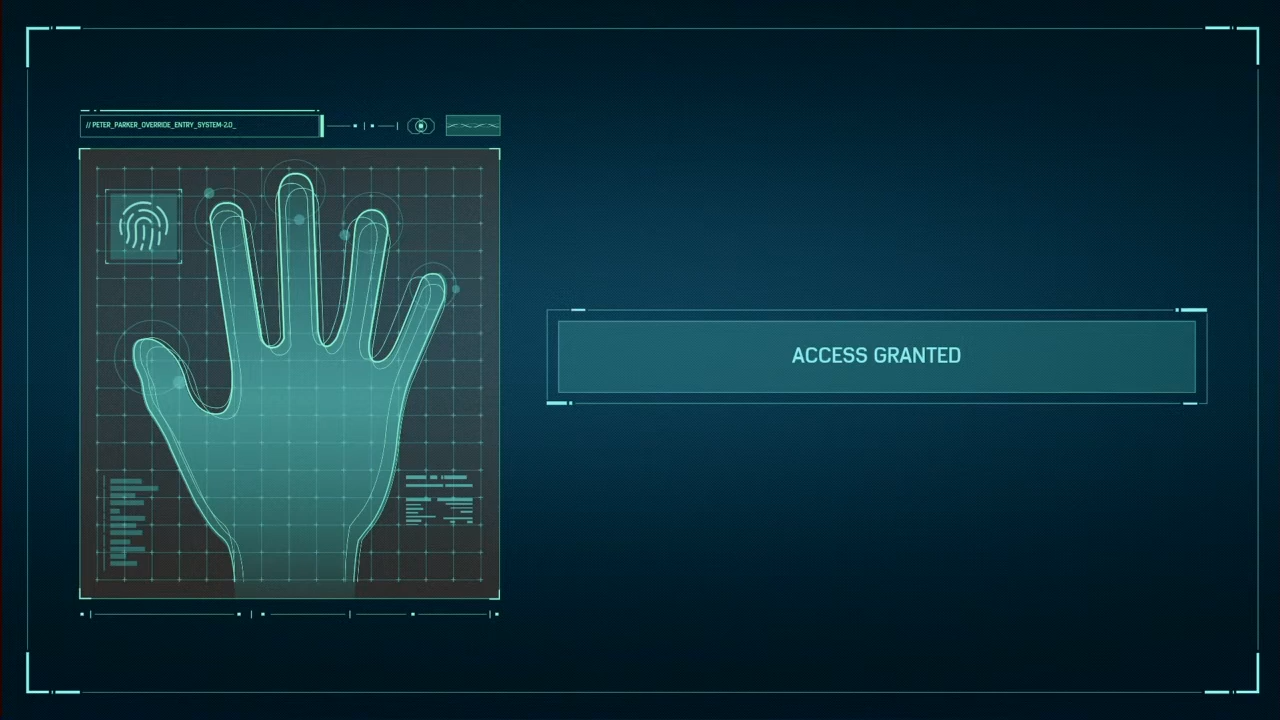 // PETER_PARKER_OVERRIDE_ENTRY_SYSTEM-2.0_
ACCESS GRANTED